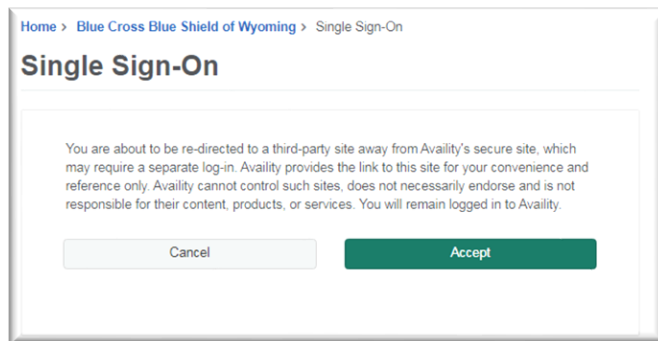 Home > Blue Cross Blue Shield of Wyoming > Single Sign-On
Single Sign-On
You are about to be re-directed to a third-party site away from Availity's secure site, which
may require a separate log-in. Availity provides the link to this site for your convenience and
reference only. Availity cannot control such sites, does not necessarily endorse and is not
responsible for their content, products, or services. You will remain logged in to Availity.
Cancel
Accept